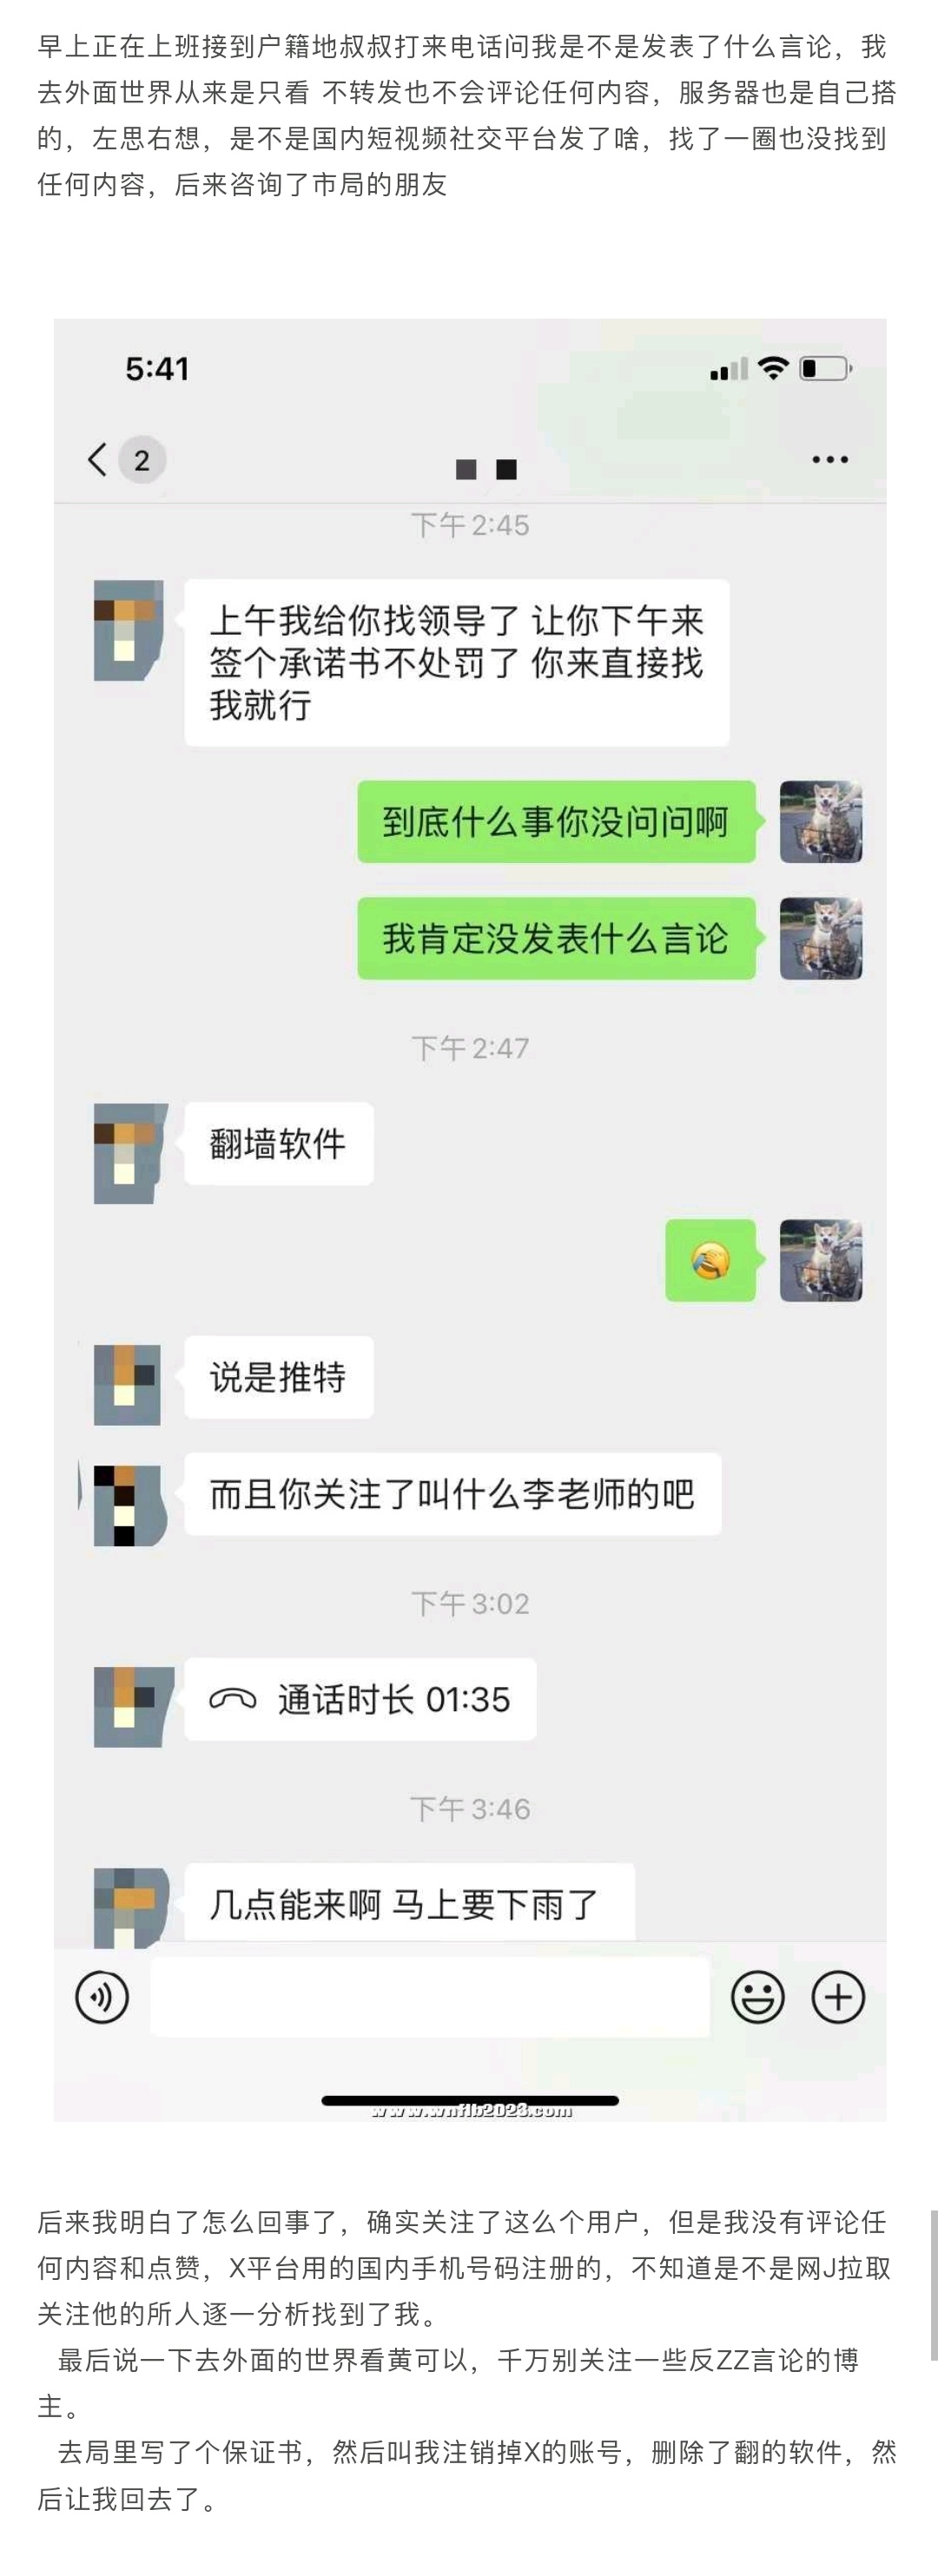 早上正在上班接到户籍地叔叔打来电话问我是不是发表了什么言论，我
去外面世界从来是只看 不转发也不会评论任何内容，服务器也是自己搭
的，左思右想，是不是国内短视频社交平台发了啥，找了一圈也没找到
任何内容，后来咨询了市局的朋友
5:41
2
下午 2:45
上午我给你找领导了 让你下午来
签个承诺书不处罚了 你来直接找
我就行
到底什么事你没问问啊
我肯定没发表什么言论
下午 2:47
翻墙软件
说是推特
而且你关注了叫什么李老师的吧
下午 3:02
通话时长 01:35
下午 3:46
几点能来啊 马上要下雨了
www.wnflb2023.com
后来我明白了怎么回事了，确实关注了这么个用户，但是我没有评论任
何内容和点赞，X平台用的国内手机号码注册的，不知道是不是网J拉取
关注他的所人逐一分析找到了我。
最后说一下去外面的世界看黄可以，千万别关注一些反ZZ言论的博
主。
去局里写了个保证书，然后叫我注销掉X的账号，删除了翻的软件，然
后让我回去了。